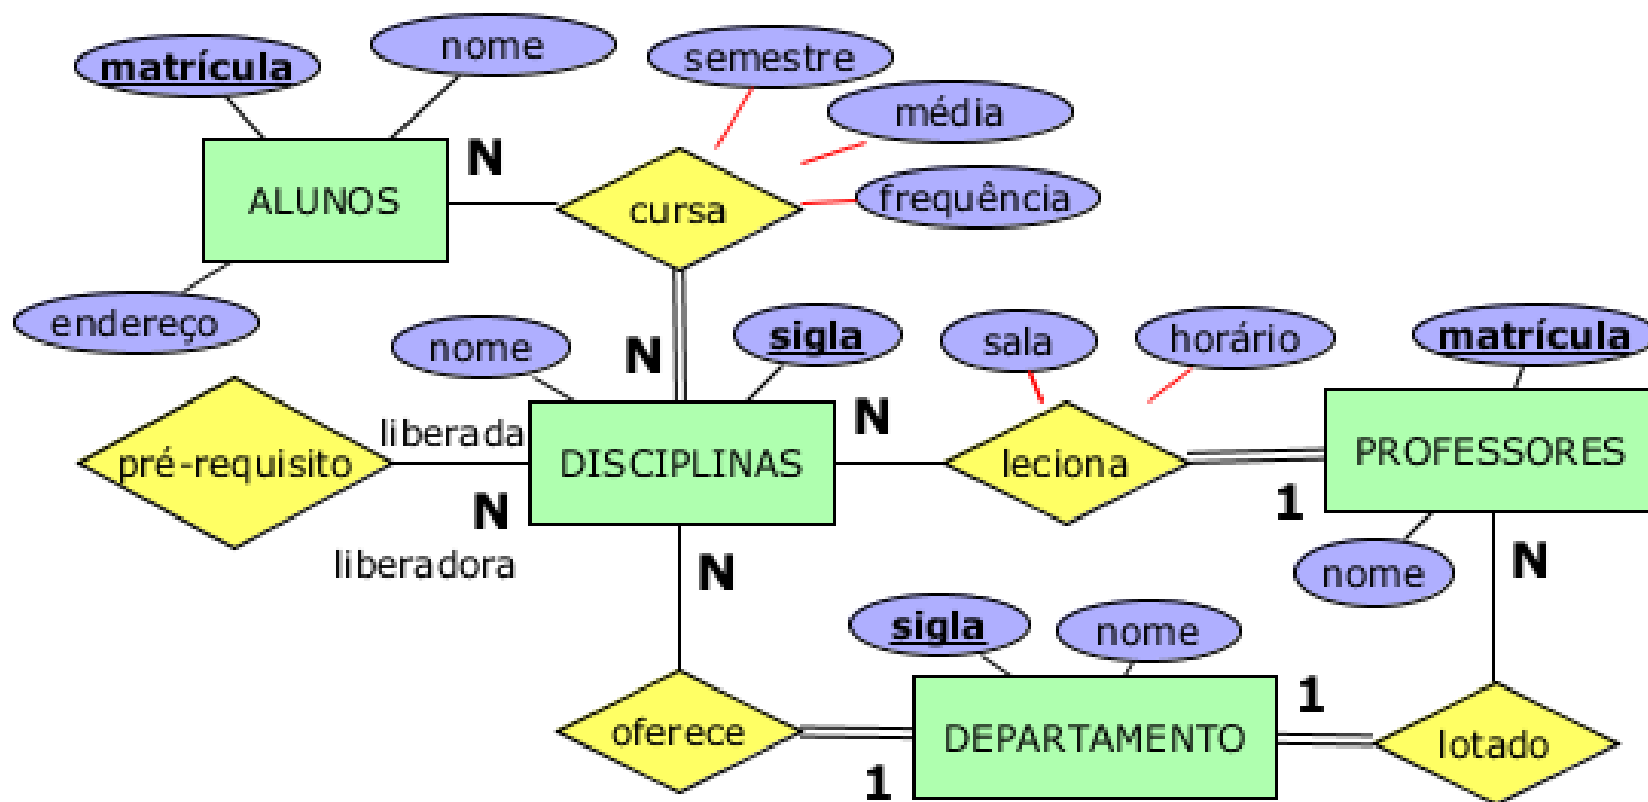 matrícula
nome
semestre
média
N
ALUNOS
cursa
frequência
endereço
nome
N
sigla
sala
horário
matrícula
pré-requisito
liberada
DISCIPLINAS
N
leciona
PROFESSORES
N
1
liberadora
N
nome
N
sigla
nome
oferece
1
DEPARTAMENTO
1
lotado